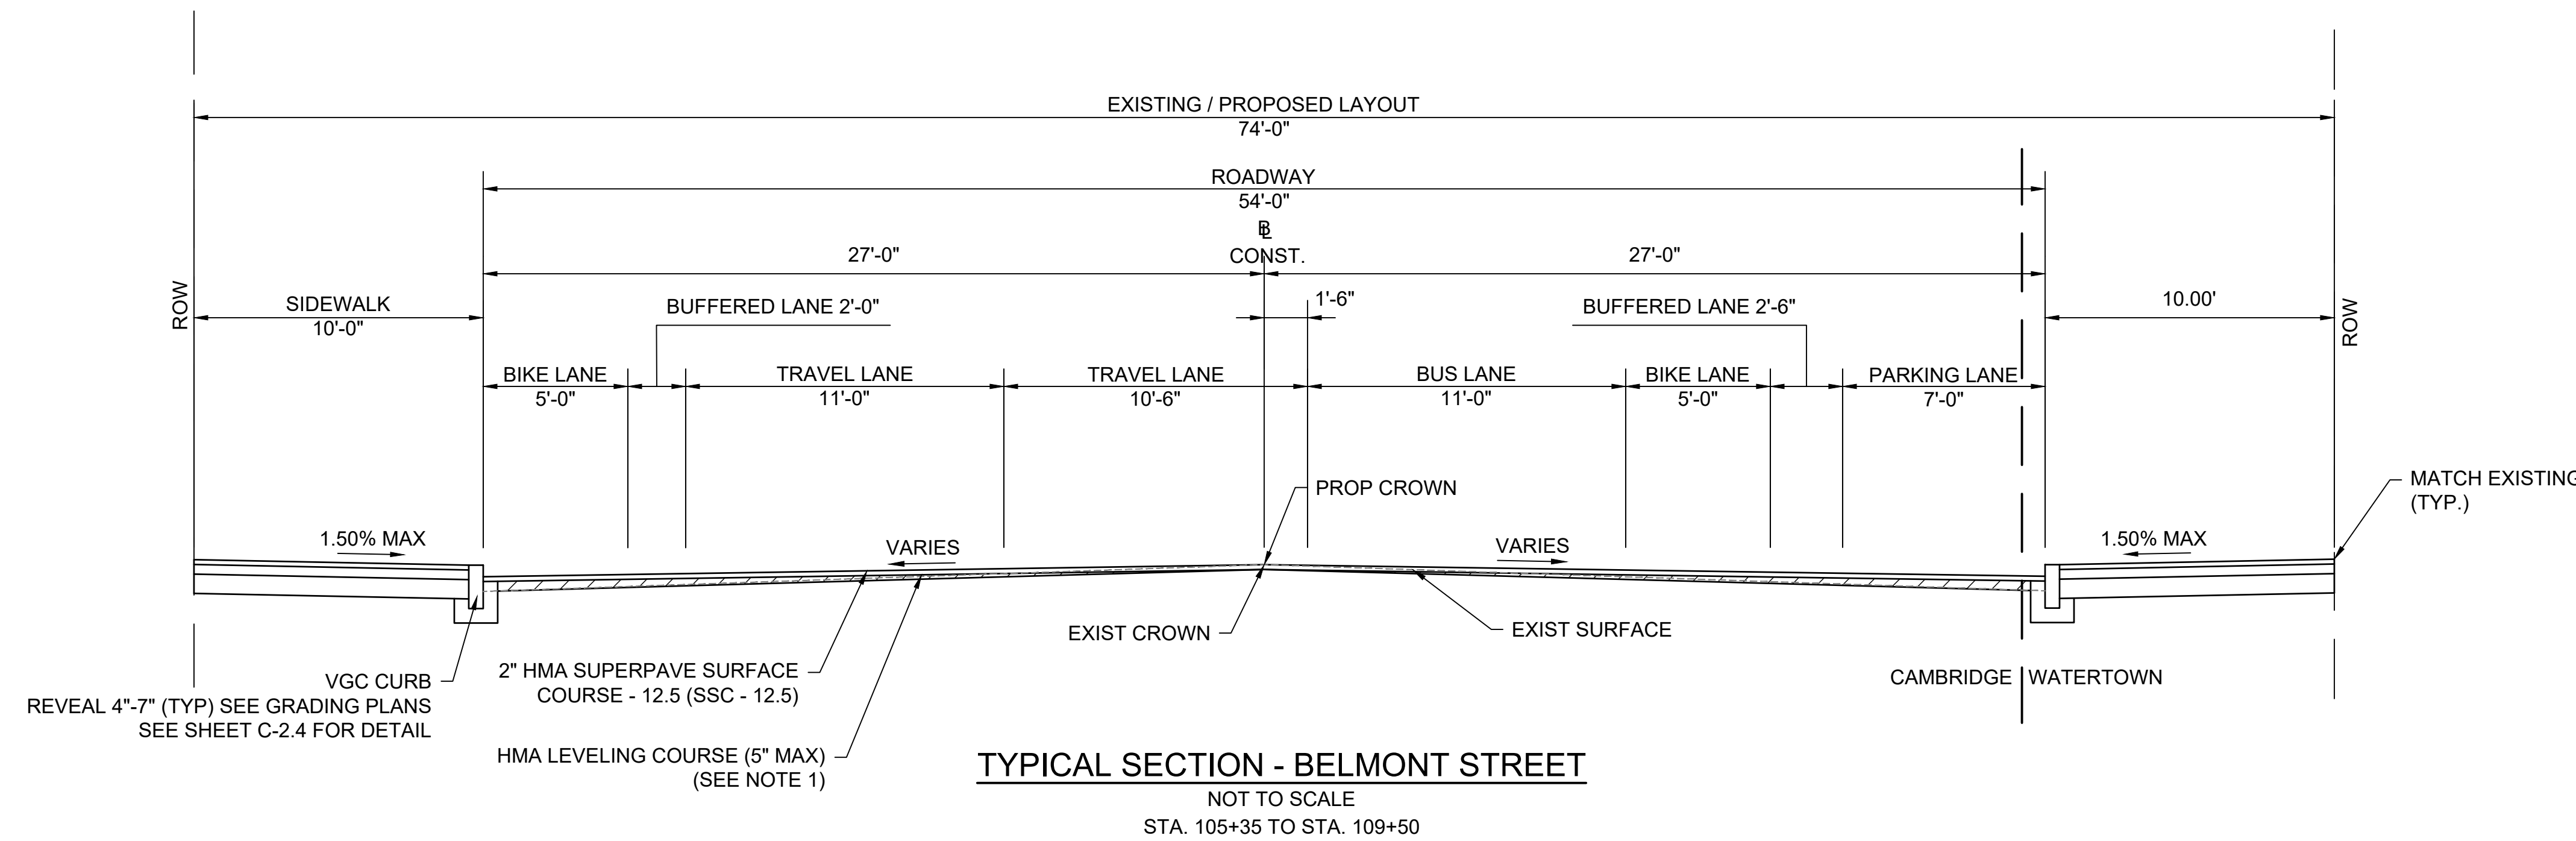 EXISTING / PROPOSED LAYOUT
74'-0"
ROADWAY
54'-0"
BL
CONST.
27'-0"
27'-0"
ROW
SIDEWALK
10'-0"
BUFFERED LANE 2'-0"
1'-6"
BUFFERED LANE 2'-6"
10.00'
ROW
BIKE LANE
5'-0"
TRAVEL LANE
11'-0"
TRAVEL LANE
10'-6"
BUS LANE
11'-0"
BIKE LANE
5'-0"
PARKING LANE
7'-0"
PROP CROWN
MATCH EXISTING
(TYP.)
1.50% MAX
VARIES
VARIES
1.50% MAX
EXIST CROWN
EXIST SURFACE
VGC CURB
REVEAL 4"-7" (TYP) SEE GRADING PLANS
SEE SHEET C-2.4 FOR DETAIL
2" HMA SUPERPAVE SURFACE
COURSE - 12.5 (SSC - 12.5)
HMA LEVELING COURSE (5" MAX)
(SEE NOTE 1)
CAMBRIDGE
WATERTOWN
TYPICAL SECTION - BELMONT STREET
NOT TO SCALE
STA. 105+35 TO STA. 109+50